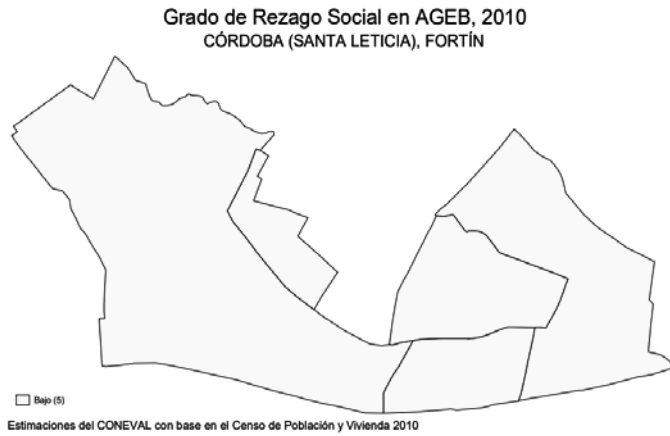 Grado de Rezago Social en AGEB, 2010
CÓRDOBA (SANTA LETICIA), FORTÍN
Bajo (5)
Estimaciones del CONEVAL con base en el Censo de Población y Vivienda 2010